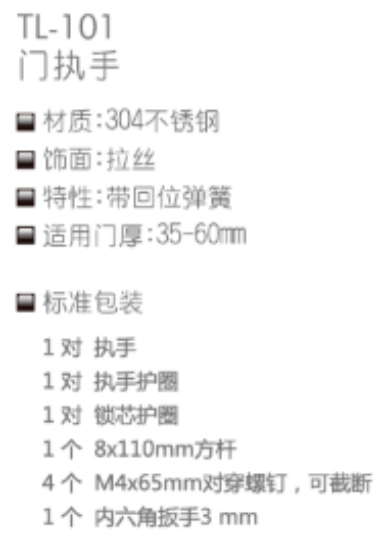 TL-101
门执手
材质:304不锈钢
饰面:拉丝
特性:带回位弹簧
适用门厚:35-60mm
标准包装
1 对 执手
1 对 执手护圈
1 对 锁芯护圈
1 个 8x110mm方杆
4 个 M4x65mm对穿螺钉，可截断
1 个 内六角扳手3 mm